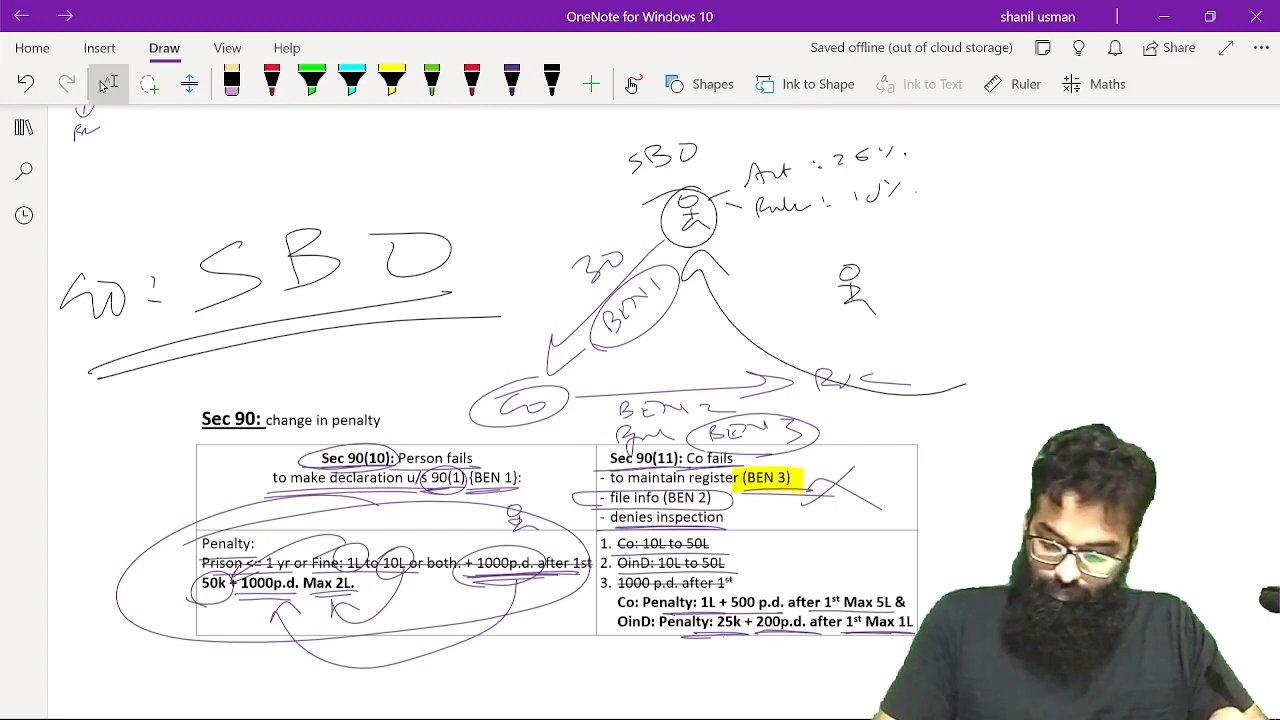 OneNote for Windows 10
shanil usman
Home Insert Draw View Help
Saved offline (out of cloud storage)
Share
Shapes
Ink to Shape
Ink to Text
Ruler
Maths
SBO
Act : 26%.
Rule : 10%.
90 : SBO
30
BEN1
Co
BEN 2
BEN 3
Sec 90: change in penalty
Sec 90(10): Person fails
to make declaration u/s 90(1) {BEN 1}:
Sec 90(11): Co fails
- to maintain register (BEN 3)
- file info (BEN 2)
- denies inspection
Penalty:
Prison <= 1 yr or Fine: 1L to 10L or both. + 1000p.d. after 1st
50k + 1000p.d. Max 2L.
1. Co: 10L to 50L
2. OinD: 10L to 50L
3. 1000 p.d. after 1st
Co: Penalty: 1L + 500 p.d. after 1st Max 5L &
OinD: Penalty: 25k + 200p.d. after 1st Max 1L